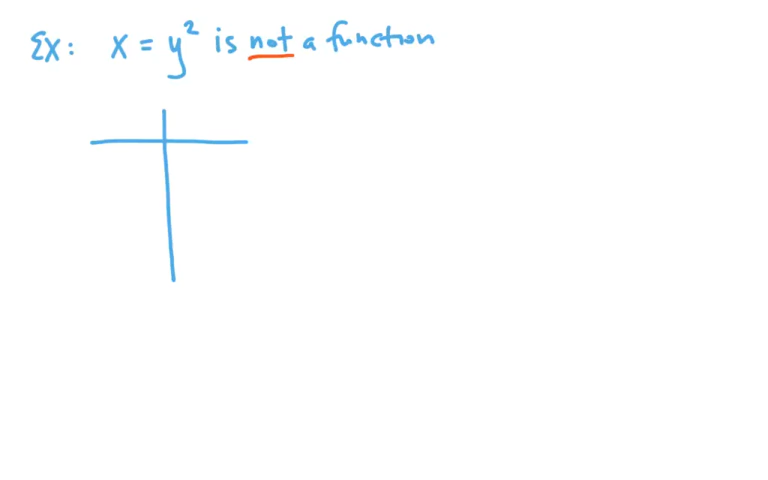 Ex: x = y² is not a function